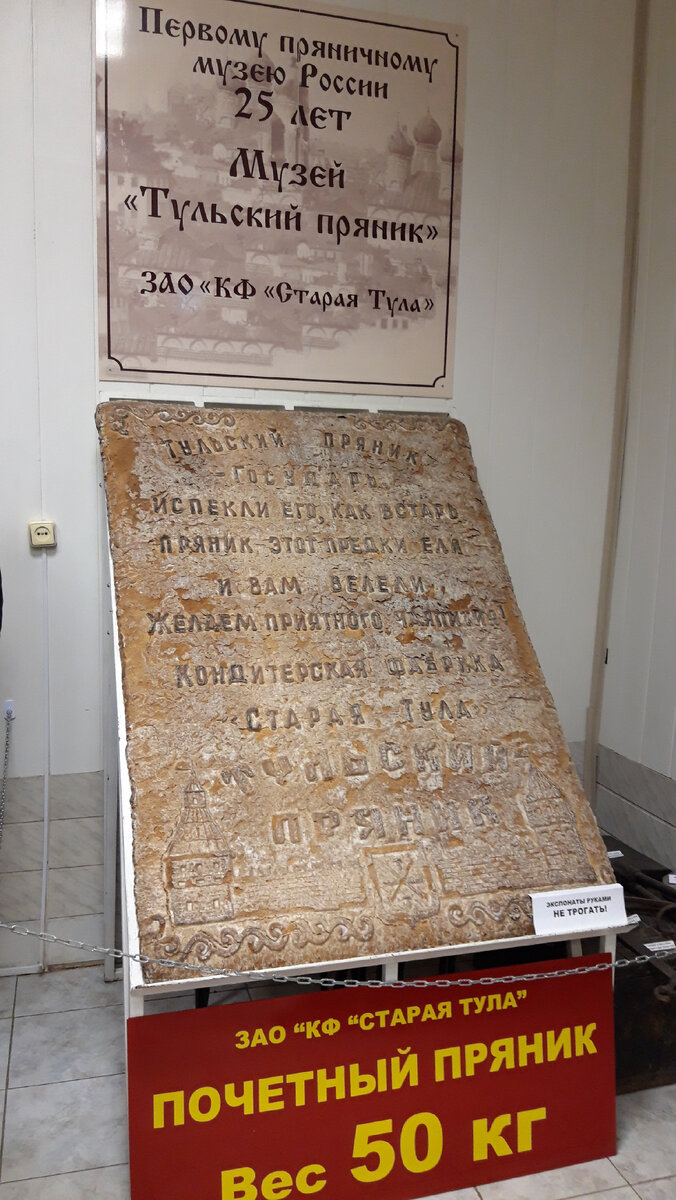 Первому пряничному
музею России
25 лет
Музей
«Тульский пряник»
ЗАО «КФ «Старая Тула»
ТУЛЬСКИЙ ПРЯНИК-
-ГОСУДАРЬ
ИСПЕКЛИ ЕГО, КАК ВСТАРЬ.
ПРЯНИК ЭТОТ ПРЕДКИ ЕЛИ
И ВАМ ВЕЛЕЛИ.
ЖЕЛАЕМ ПРИЯТНОГО ЧАЕПИТИЯ!
КОНДИТЕРСКАЯ ФАБРИКА
СТАРАЯ ТУЛА
ТУЛЬСКИЙ
ПРЯНИК
ЭКСПОНАТЫ РУКАМИ
НЕ ТРОГАТЬ!
ЗАО "КФ "СТАРАЯ ТУЛА"
ПОЧЕТНЫЙ ПРЯНИК
Вес 50 кг